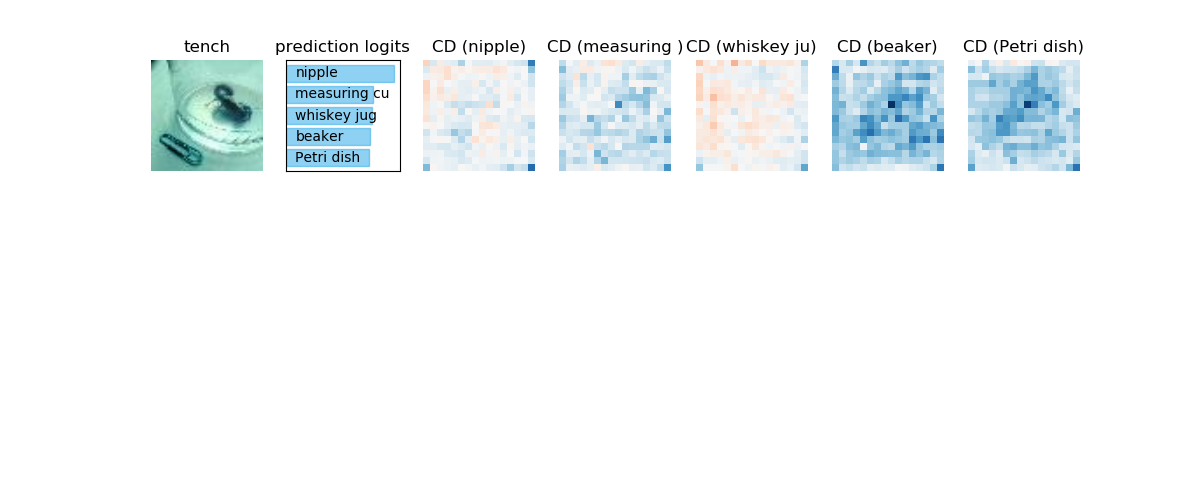 tench
prediction logits
CD (nipple)
CD (measuring )
CD (whiskey ju)
CD (beaker)
CD (Petri dish)
nipple
measuring cu
whiskey jug
beaker
Petri dish